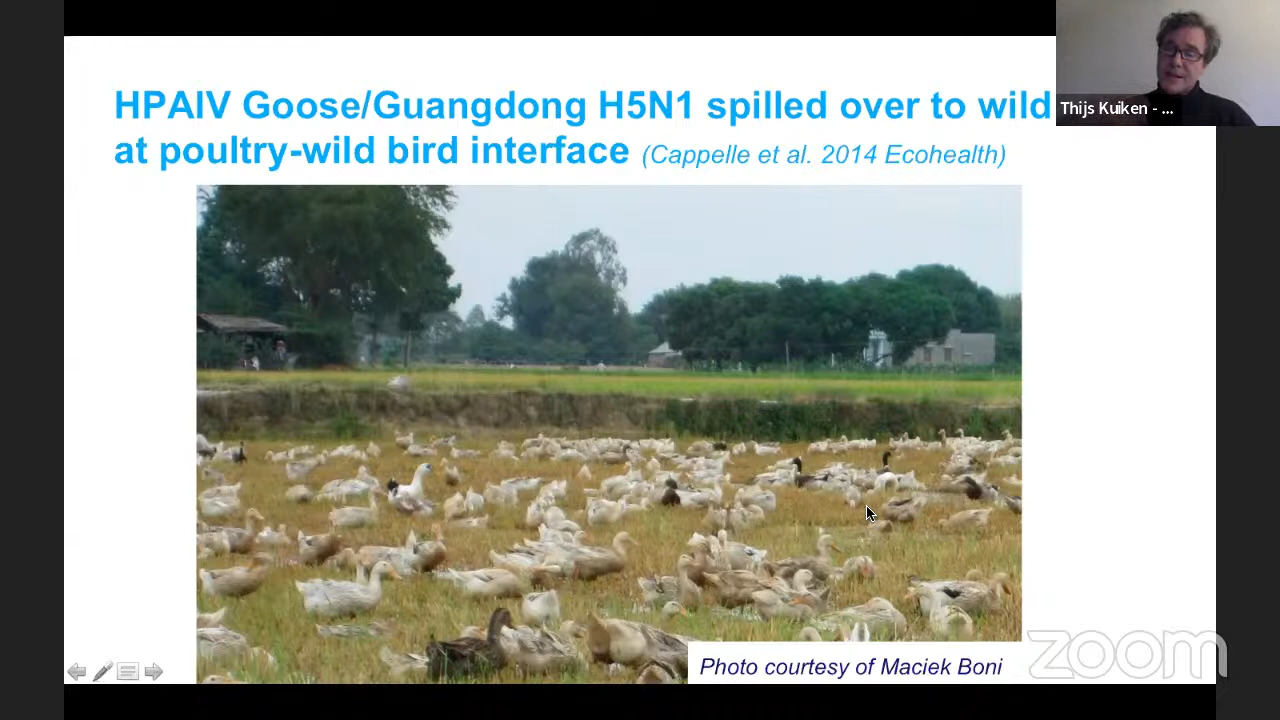 HPAIV Goose/Guangdong H5N1 spilled over to wild
at poultry-wild bird interface (Cappelle et al. 2014 Ecohealth)
Thijs Kuiken - ...
Photo courtesy of Maciek Boni
zoom